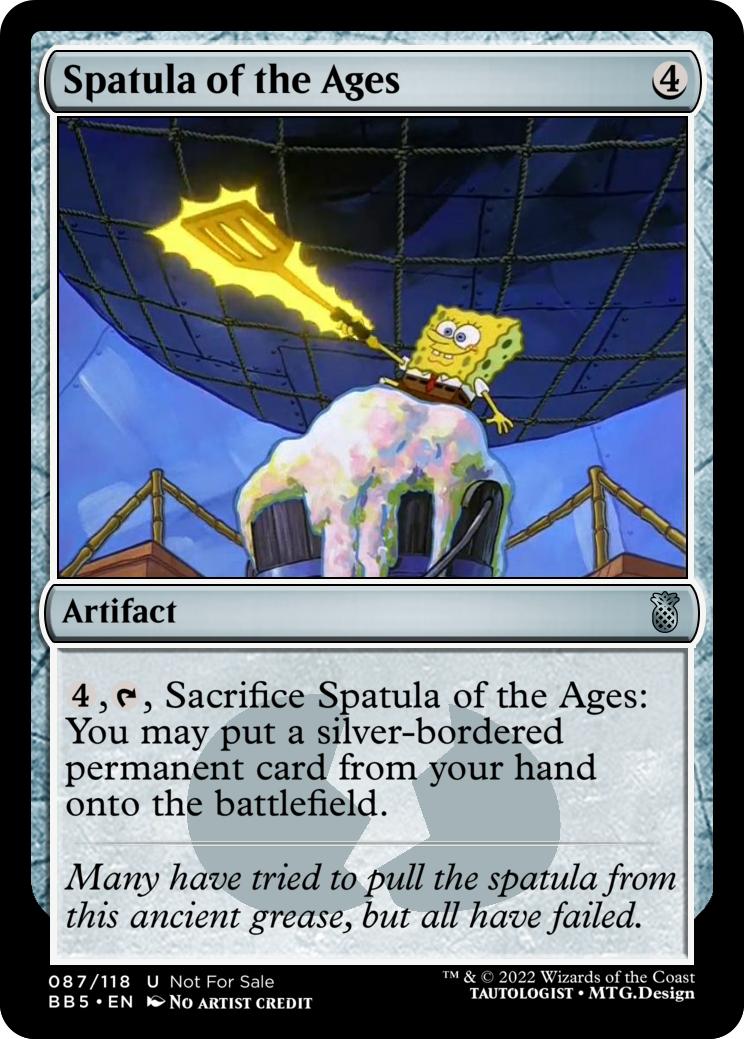 Spatula of the Ages 4
Artifact
4, , Sacrifice Spatula of the Ages:
You may put a silver-bordered
permanent card from your hand
onto the battlefield.
Many have tried to pull the spatula from
this ancient grease, but all have failed.
087/118 U Not For Sale
BB5 • EN No artist credit
™ & © 2022 Wizards of the Coast
Tautologist • MTG.Design